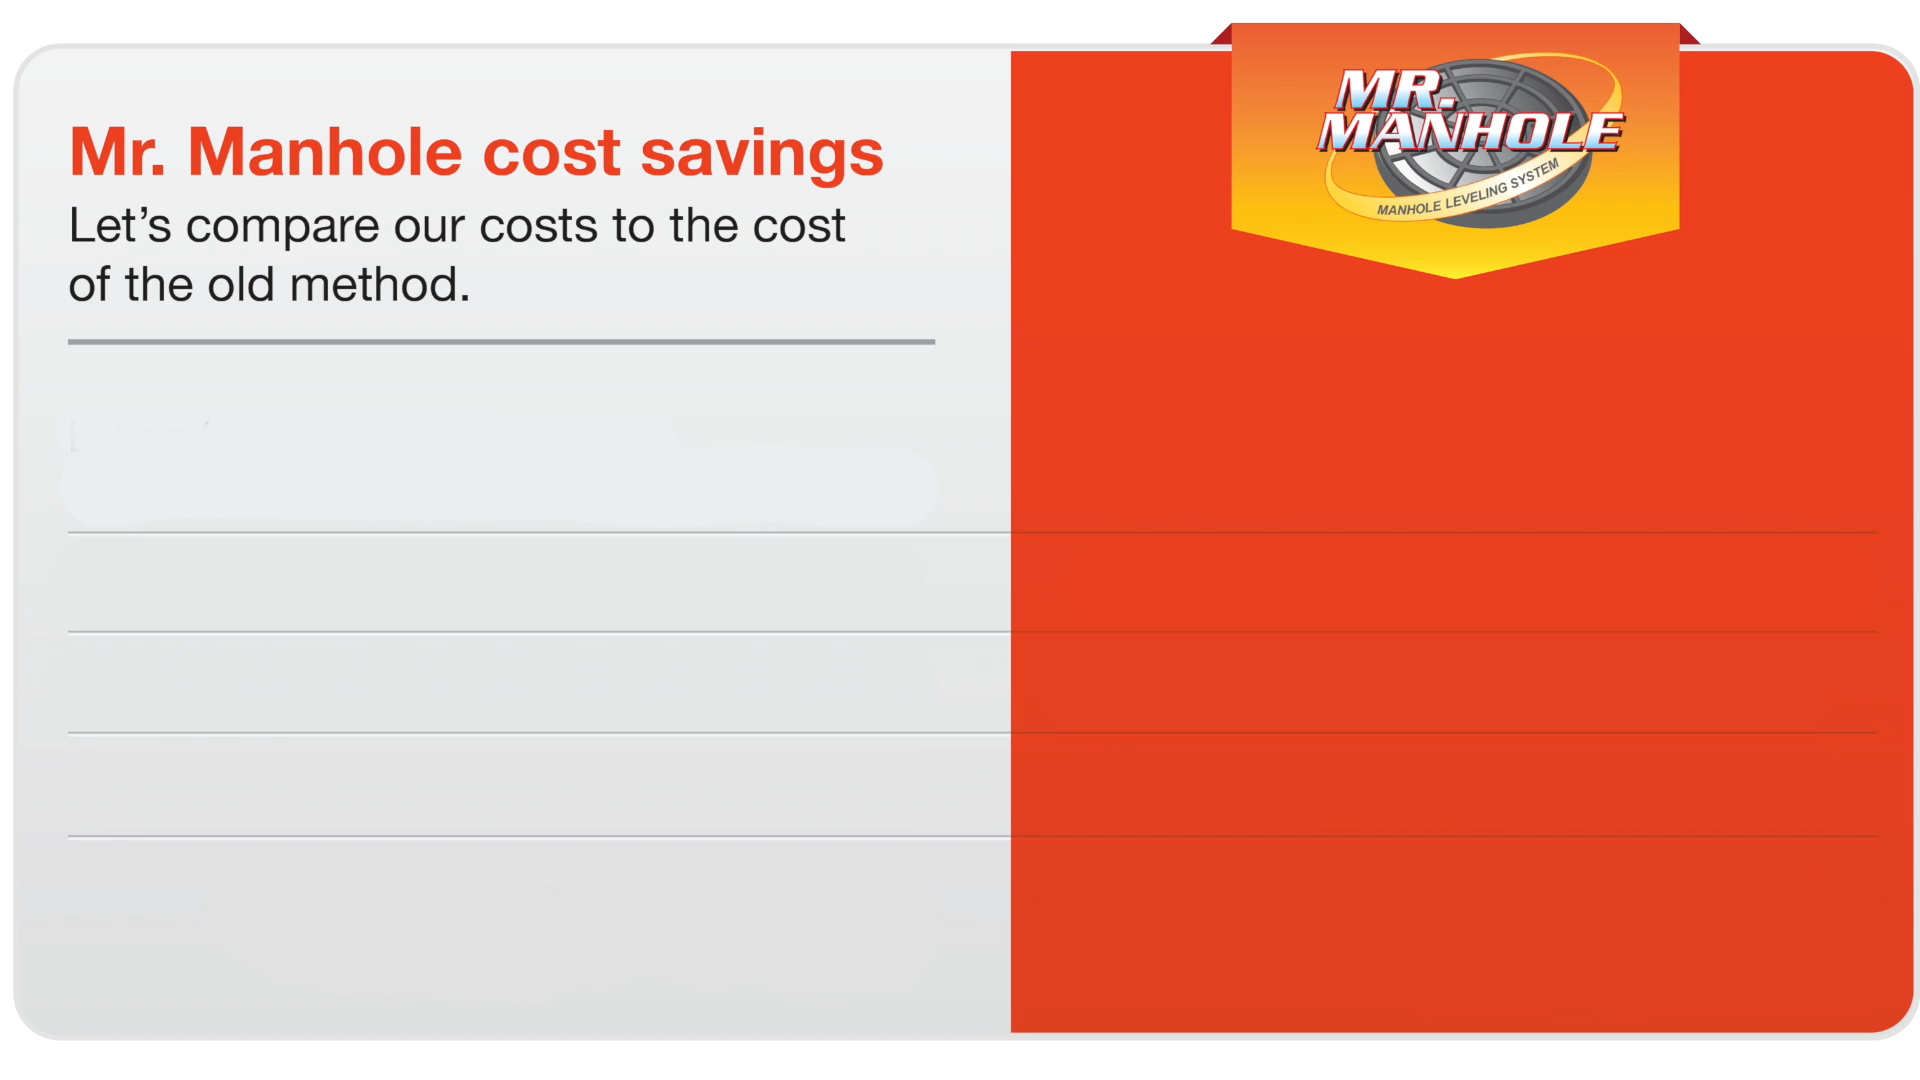 Mr. Manhole cost savings
Let’s compare our costs to the cost
of the old method.
MR.
MANHOLE
MANHOLE LEVELING SYSTEM